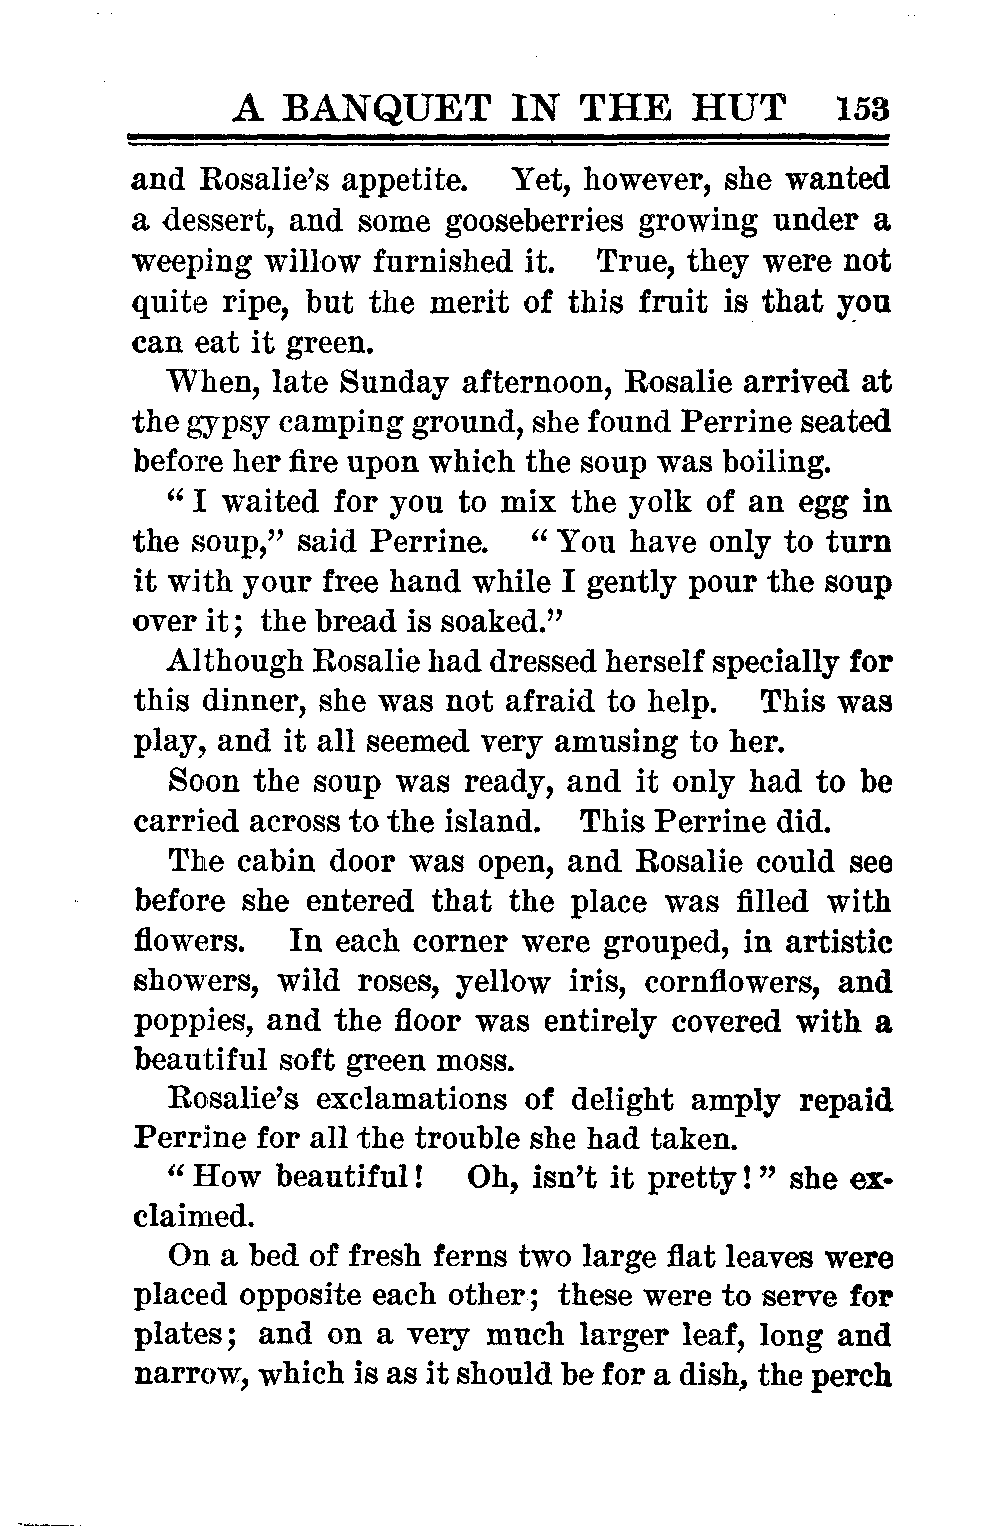 A BANQUET IN THE HUT 153
and Rosalie's appetite. Yet, however, she wanted
a dessert, and some gooseberries growing under a
weeping willow furnished it. True, they were not
quite ripe, but the merit of this fruit is that you
can eat it green.
When, late Sunday afternoon, Rosalie arrived at
the gypsy camping ground, she found Perrine seated
before her fire upon which the soup was boiling.
“ I waited for you to mix the yolk of an egg in
the soup,” said Perrine. “ You have only to turn
it with your free hand while I gently pour the soup
over it; the bread is soaked.”
Although Rosalie had dressed herself specially for
this dinner, she was not afraid to help. This was
play, and it all seemed very amusing to her.
Soon the soup was ready, and it only had to be
carried across to the island. This Perrine did.
The cabin door was open, and Rosalie could see
before she entered that the place was filled with
flowers. In each corner were grouped, in artistic
showers, wild roses, yellow iris, cornflowers, and
poppies, and the floor was entirely covered with a
beautiful soft green moss.
Rosalie's exclamations of delight amply repaid
Perrine for all the trouble she had taken.
“ How beautiful! Oh, isn't it pretty! ” she ex-
claimed.
On a bed of fresh ferns two large flat leaves were
placed opposite each other; these were to serve for
plates; and on a very much larger leaf, long and
narrow, which is as it should be for a dish, the perch